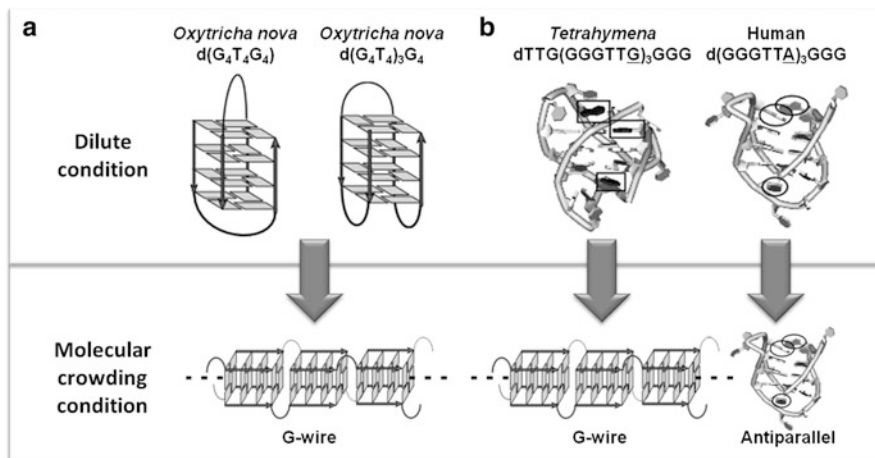 a
Oxytricha nova
d(G₄T₄G₄)
Oxytricha nova
d(G₄T₄)₃G₄
b
Tetrahymena
dTTG(GGGTTG)₃GGG
Human
d(GGGTTA)₃GGG
Dilute
condition
Molecular
crowding
condition
G-wire
G-wire
Antiparallel